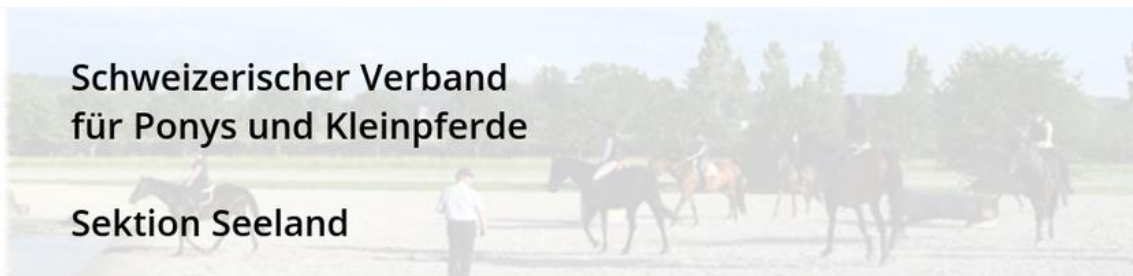 Schweizerischer Verband
für Ponys und Kleinpferde
Sektion Seeland